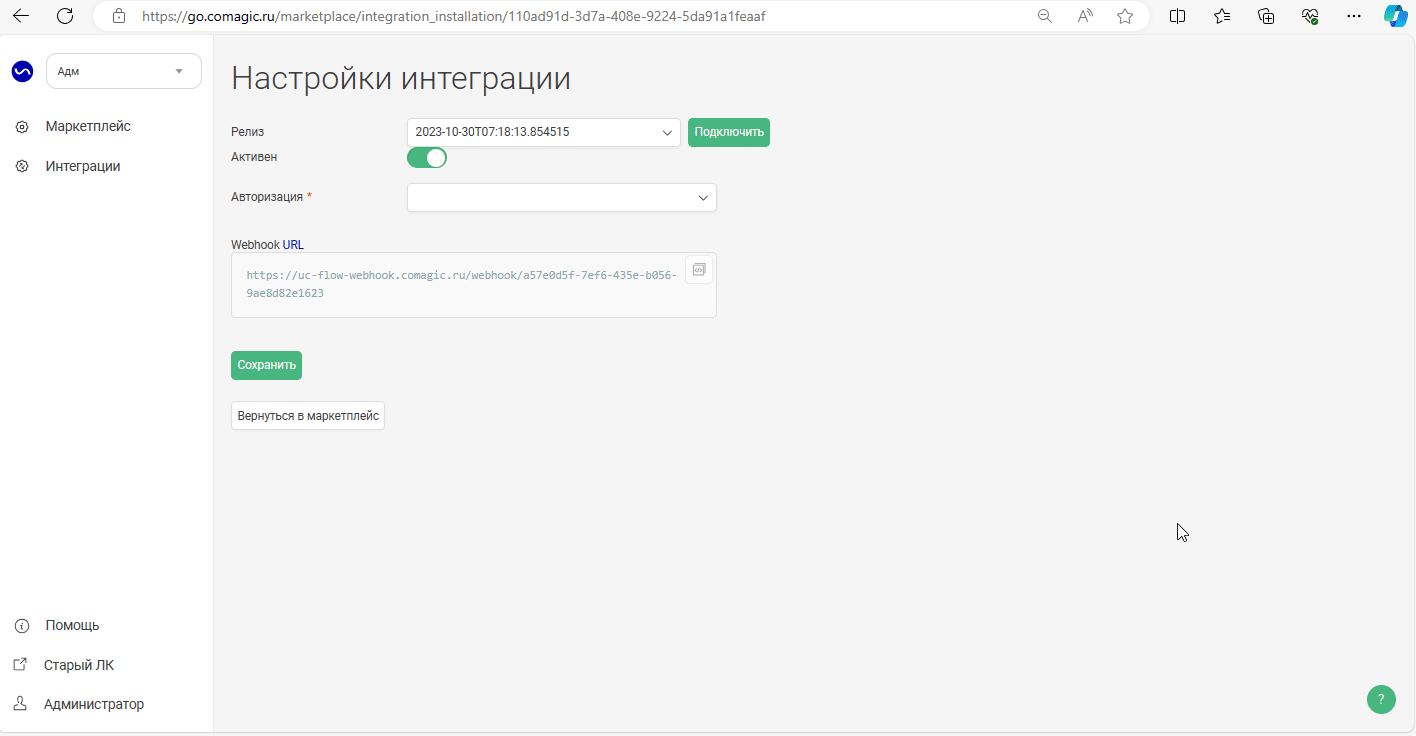 https://go.comagic.ru/marketplace/integration_installation/110ad91d-3d7a-408e-9224-5da91a1feaaf
Адм
Маркетплейс
Интеграции
Настройки интеграции
Релиз
2023-10-30T07:18:13.854515
Подключить
Активен
Авторизация *
Webhook URL
https://uc-flow-webhook.comagic.ru/webhook/a57e0d5f-7ef6-435e-b056-
9ae8d82e1623
Сохранить
Вернуться в маркетплейс
Помощь
Старый ЛК
Администратор
?